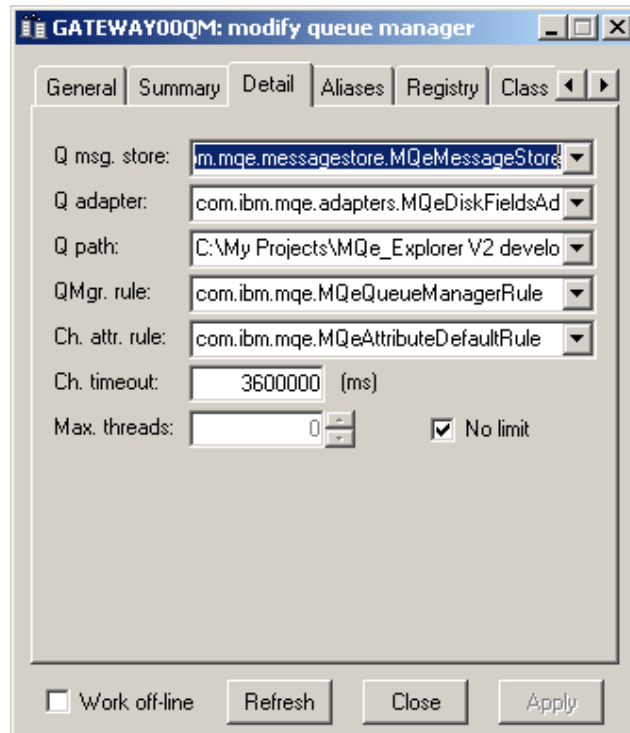 GATEWAY00QM: modify queue manager
General Summary Detail Aliases Registry Class
Q msg. store: m.mqe.messagestore.MQeMessageStore
Q adapter: com.ibm.mqe.adapters.MQeDiskFieldsAd
Q path: C:\My Projects\MQe_Explorer V2 develo
QMgr. rule: com.ibm.mqe.MQeQueueManagerRule
Ch. attr. rule: com.ibm.mqe.MQeAttributeDefaultRule
Ch. timeout: 3600000 (ms)
Max. threads: 0 No limit
Work off-line Refresh Close Apply